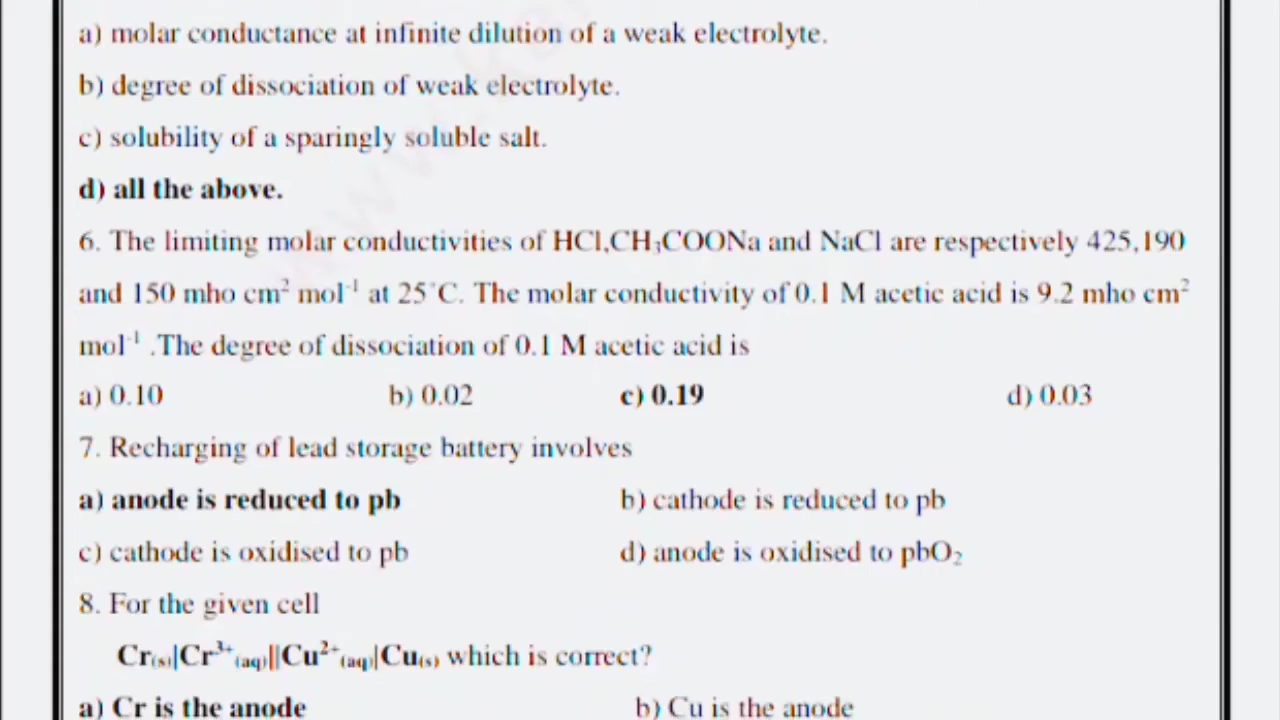 a) molar conductance at infinite dilution of a weak electrolyte.
b) degree of dissociation of weak electrolyte.
c) solubility of a sparingly soluble salt.
d) all the above.
6. The limiting molar conductivities of HCl,CH₃COONa and NaCl are respectively 425,190
and 150 mho cm² mol⁻¹ at 25°C. The molar conductivity of 0.1 M acetic acid is 9.2 mho cm²
mol⁻¹ .The degree of dissociation of 0.1 M acetic acid is
a) 0.10 b) 0.02 c) 0.19 d) 0.03
7. Recharging of lead storage battery involves
a) anode is reduced to pb b) cathode is reduced to pb
c) cathode is oxidised to pb d) anode is oxidised to pbO₂
8. For the given cell
Cr(s)|Cr³⁺(aq)||Cu²⁺(aq)|Cu(s) which is correct?
a) Cr is the anode b) Cu is the anode